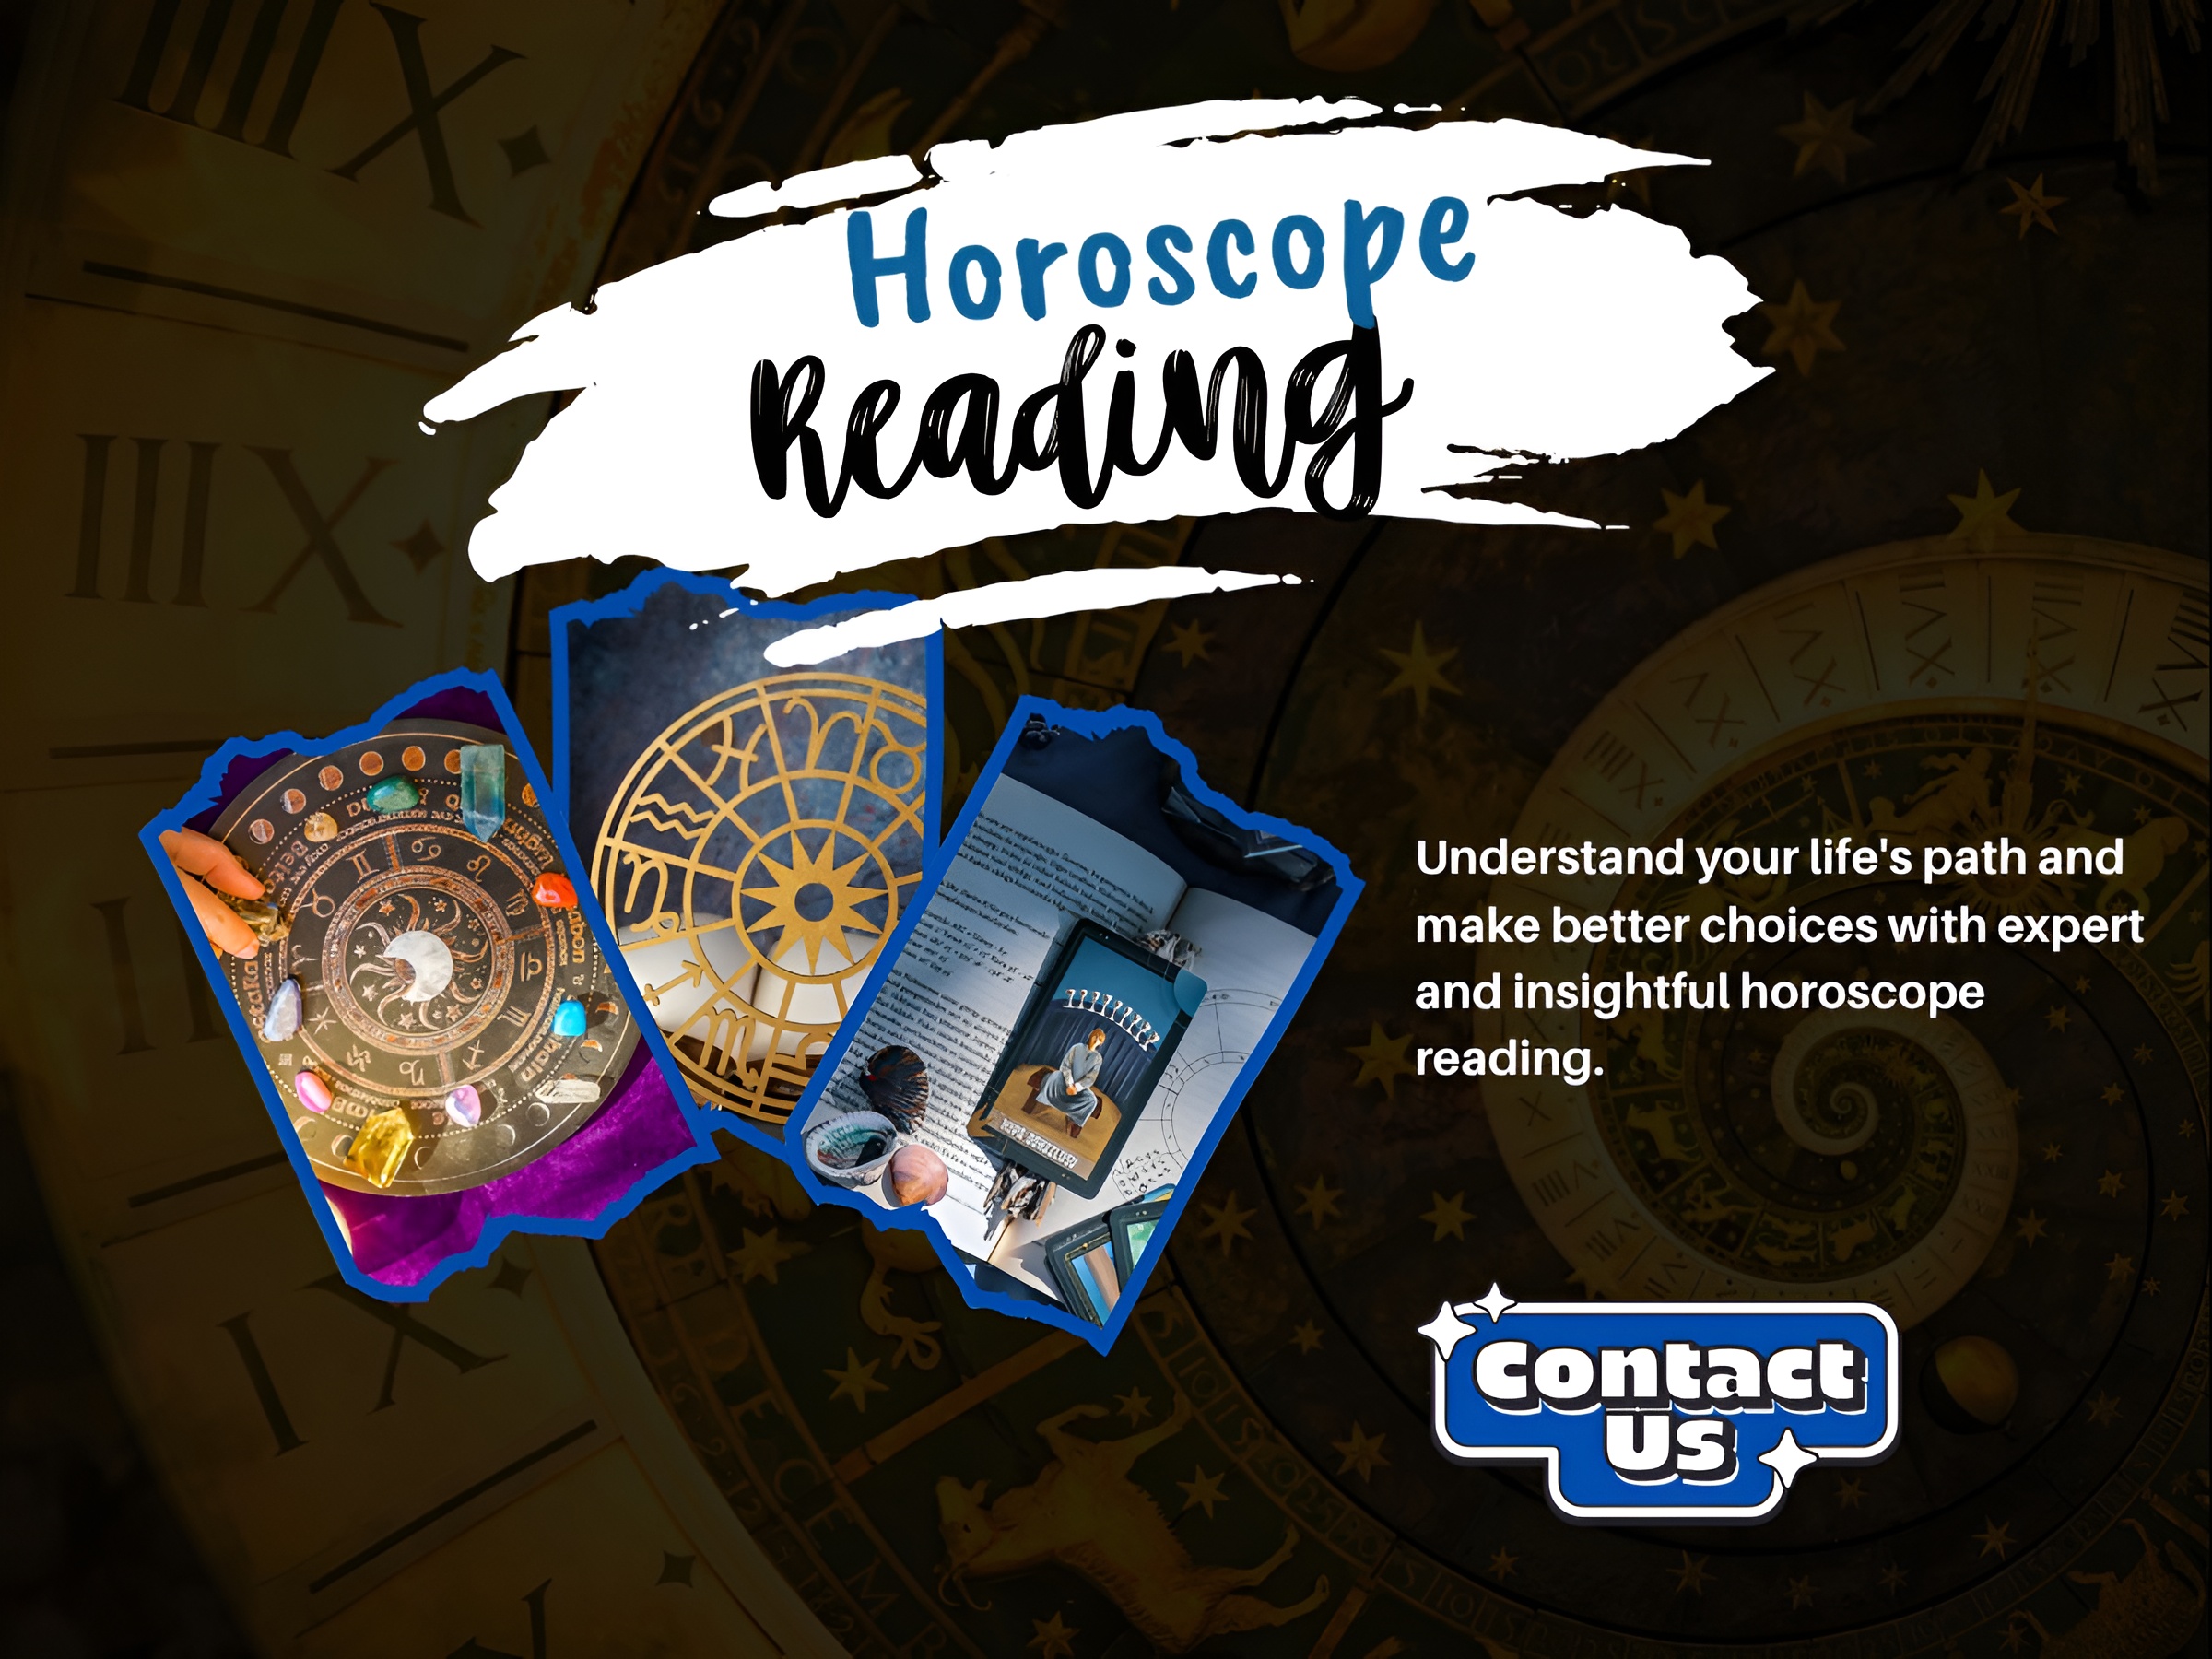 Horoscope
Reading
Understand your life's path and
make better choices with expert
and insightful horoscope
reading.
Contact
Us